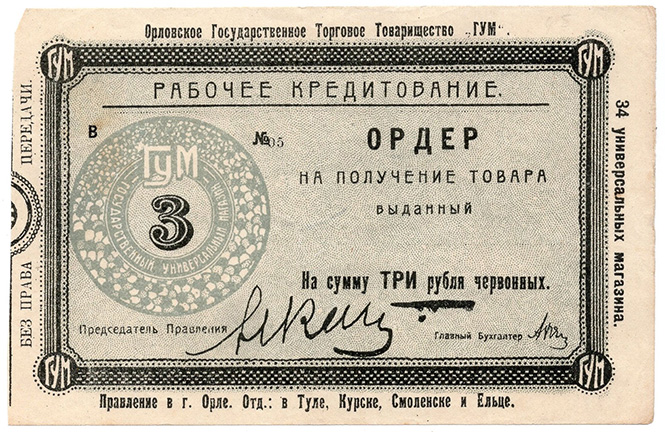 Орловское Государственное Торговое Товарищество „ГУМ".
ГУМ
ГУМ
РАБОЧЕЕ КРЕДИТОВАНИЕ.
В
№ 05
ОРДЕР
НА ПОЛУЧЕНИЕ ТОВАРА
ВЫДАННЫЙ
ГУМ
3
ГОСУДАРСТВЕННЫЙ УНИВЕРСАЛЬНЫЙ МАГАЗИН
На сумму ТРИ рубля червонных.
Председатель Правления
Главный Бухгалтер
ГУМ
ГУМ
Правление в г. Орле. Отд.: в Туле, Курске, Смоленске и Ельце.
БЕЗ ПРАВА ПЕРЕДАЧИ.
34 универсальных магазина.